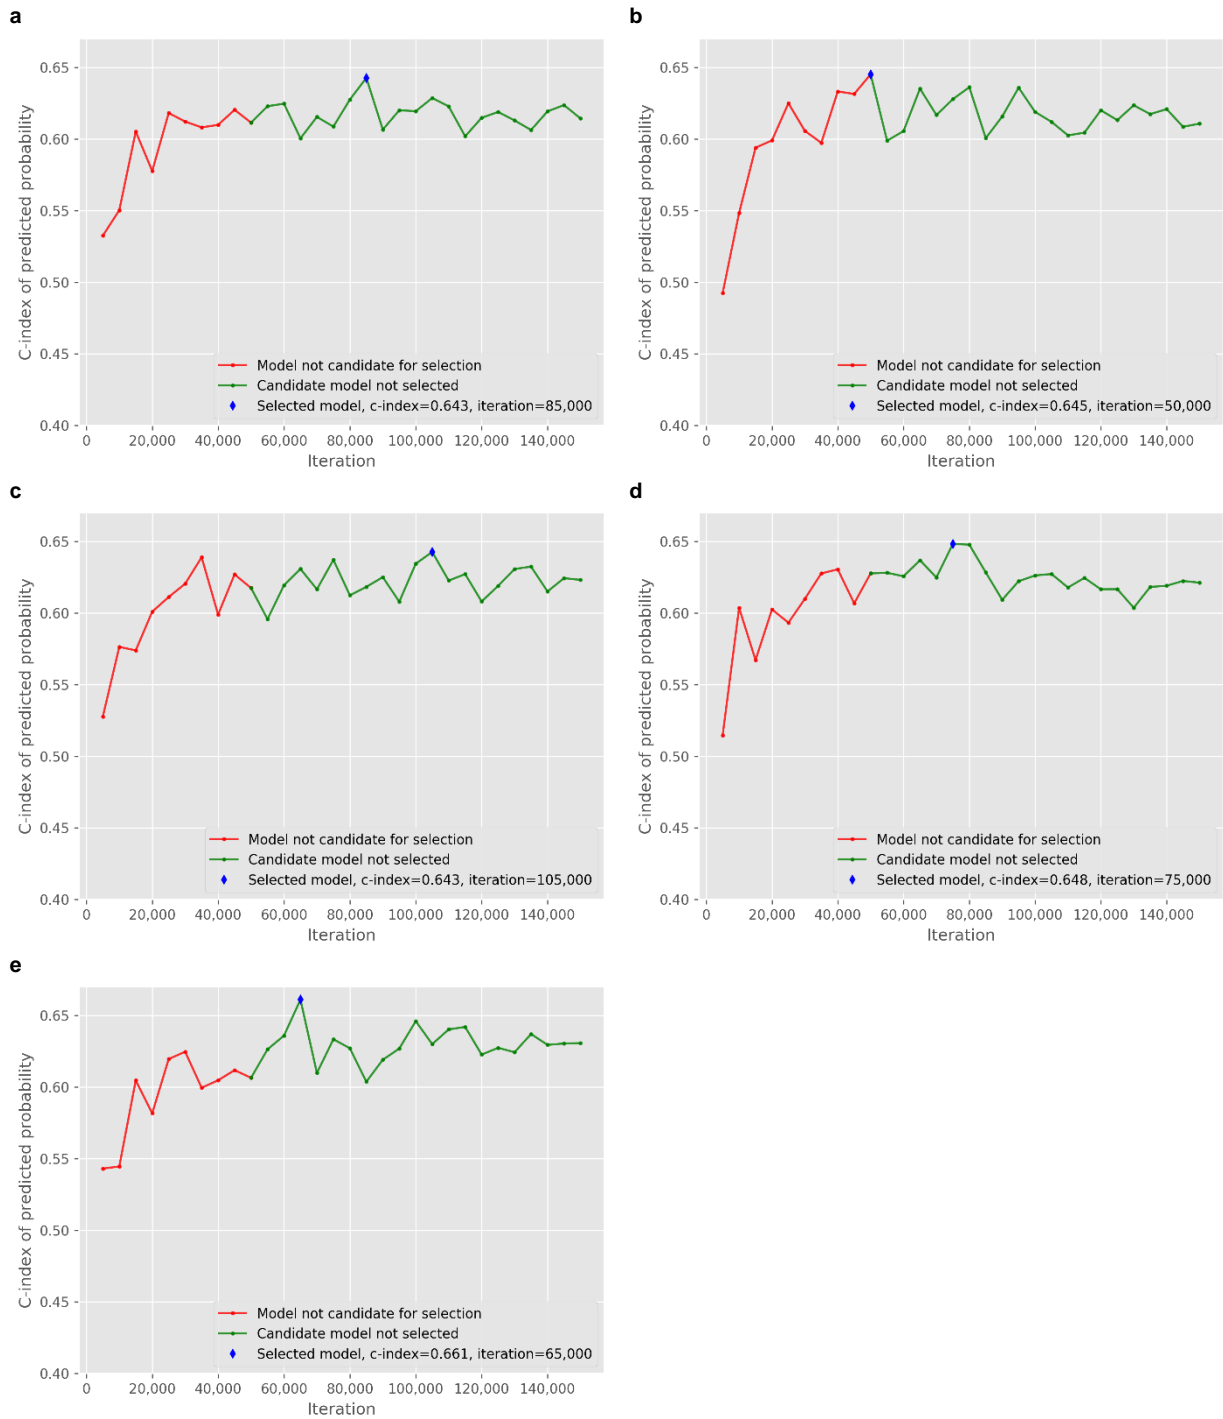 a
C-index of predicted probability
0.65
0.60
0.55
0.50
0.45
0.40
Model not candidate for selection
Candidate model not selected
Selected model, c-index=0.643, iteration=85,000
0 20,000 40,000 60,000 80,000 100,000 120,000 140,000
Iteration
b
C-index of predicted probability
0.65
0.60
0.55
0.50
0.45
0.40
Model not candidate for selection
Candidate model not selected
Selected model, c-index=0.645, iteration=50,000
0 20,000 40,000 60,000 80,000 100,000 120,000 140,000
Iteration
c
C-index of predicted probability
0.65
0.60
0.55
0.50
0.45
0.40
Model not candidate for selection
Candidate model not selected
Selected model, c-index=0.643, iteration=105,000
0 20,000 40,000 60,000 80,000 100,000 120,000 140,000
Iteration
d
C-index of predicted probability
0.65
0.60
0.55
0.50
0.45
0.40
Model not candidate for selection
Candidate model not selected
Selected model, c-index=0.648, iteration=75,000
0 20,000 40,000 60,000 80,000 100,000 120,000 140,000
Iteration
e
C-index of predicted probability
0.65
0.60
0.55
0.50
0.45
0.40
Model not candidate for selection
Candidate model not selected
Selected model, c-index=0.661, iteration=65,000
0 20,000 40,000 60,000 80,000 100,000 120,000 140,000
Iteration